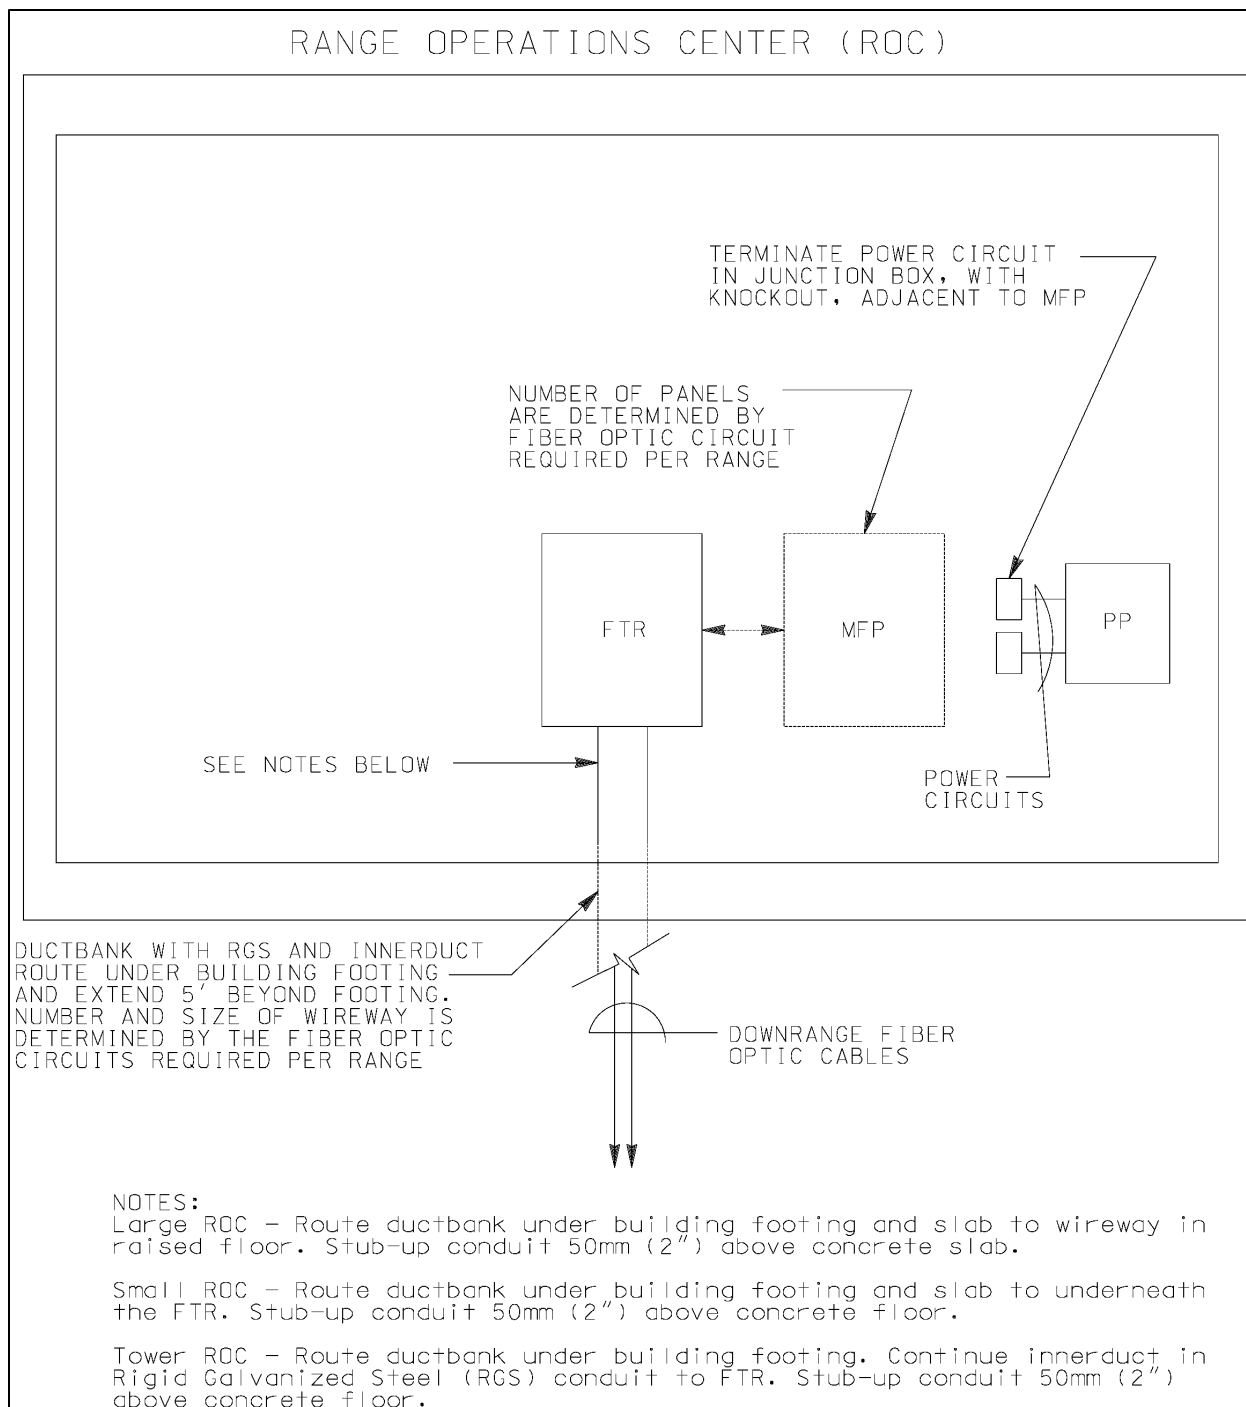 RANGE OPERATIONS CENTER (ROC)
TERMINATE POWER CIRCUIT
IN JUNCTION BOX, WITH
KNOCKOUT, ADJACENT TO MFP
NUMBER OF PANELS
ARE DETERMINED BY
FIBER OPTIC CIRCUIT
REQUIRED PER RANGE
FTR
MFP
PP
SEE NOTES BELOW
POWER
CIRCUITS
DUCTBANK WITH RGS AND INNERDUCT
ROUTE UNDER BUILDING FOOTING
AND EXTEND 5' BEYOND FOOTING.
NUMBER AND SIZE OF WIREWAY IS
DETERMINED BY THE FIBER OPTIC
CIRCUITS REQUIRED PER RANGE
DOWNRANGE FIBER
OPTIC CABLES
NOTES:
Large ROC - Route ductbank under building footing and slab to wireway in
raised floor. Stub-up conduit 50mm (2") above concrete slab.
Small ROC - Route ductbank under building footing and slab to underneath
the FTR. Stub-up conduit 50mm (2") above concrete floor.
Tower ROC - Route ductbank under building footing. Continue innerduct in
Rigid Galvanized Steel (RGS) conduit to FTR. Stub-up conduit 50mm (2")
above concrete floor.